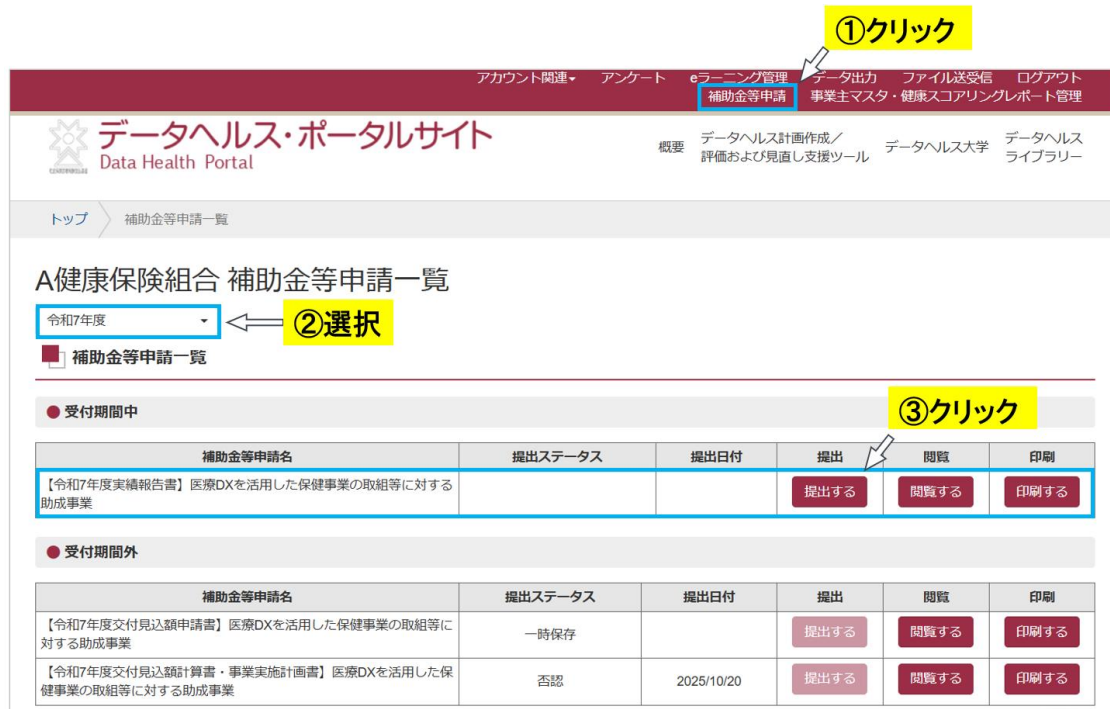 ①クリック
アカウント関連 アンケート eラーニング管理 データ出力 ファイル送受信 ログアウト
補助金等申請 事業主マスタ・健康スコアリングレポート管理
データヘルス・ポータルサイト
Data Health Portal
概要
データヘルス計画作成／
評価および見直し支援ツール
データヘルス大学
データヘルス
ライブラリー
トップ 補助金等申請一覧
A健康保険組合 補助金等申請一覧
令和7年度
②選択
補助金等申請一覧
受付期間中
③クリック
補助金等申請名 提出ステータス 提出日付 提出 閲覧 印刷
【令和7年度実績報告書】医療DXを活用した保健事業の取組等に対する
助成事業
提出する 閲覧する 印刷する
受付期間外
補助金等申請名 提出ステータス 提出日付 提出 閲覧 印刷
【令和7年度交付見込額申請書】医療DXを活用した保健事業の取組等に
対する助成事業
一時保存 提出する 閲覧する 印刷する
【令和7年度交付見込額計算書・事業実施計画書】医療DXを活用した保
健事業の取組等に対する助成事業
否認 2025/10/20 提出する 閲覧する 印刷する